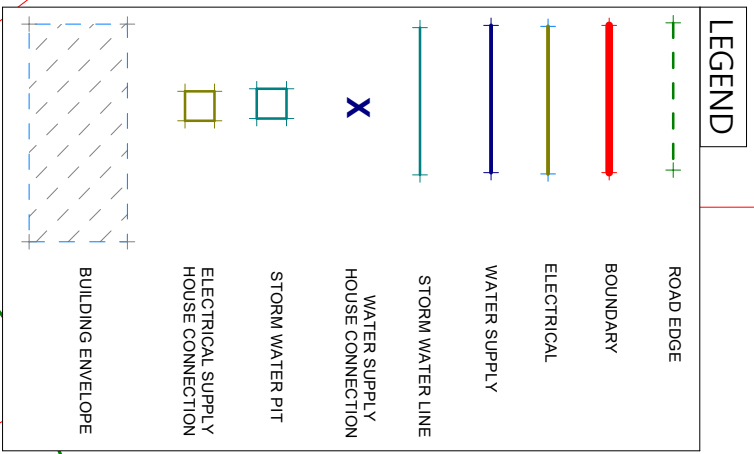 LEGEND
ROAD EDGE
BOUNDARY
ELECTRICAL
WATER SUPPLY
STORM WATER LINE
WATER SUPPLY
HOUSE CONNECTION
STORM WATER PIT
ELECTRICAL SUPPLY
HOUSE CONNECTION
BUILDING ENVELOPE